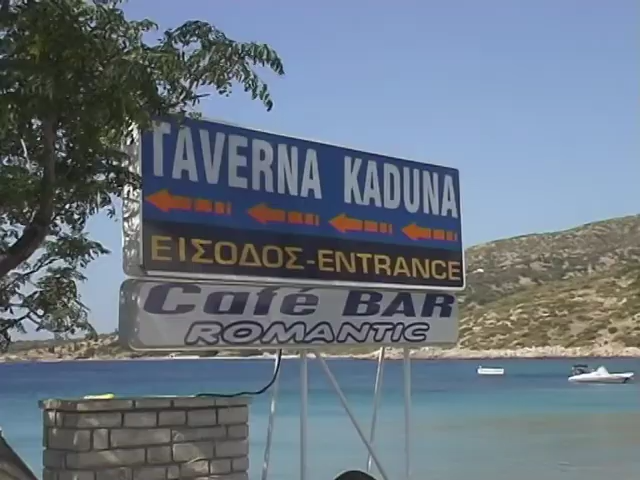 TAVERNA KADUNA
ΕΙΣΟΔΟΣ-ENTRANCE
Café BAR
ROMANTIC